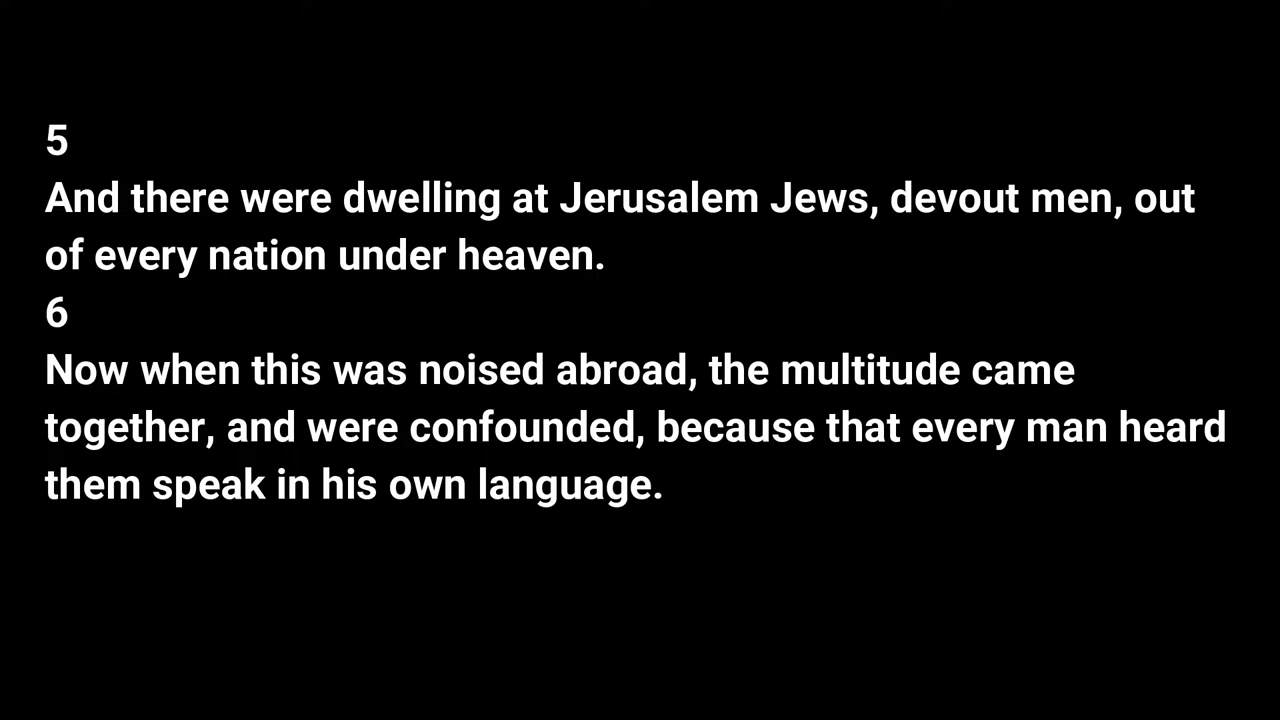 5
And there were dwelling at Jerusalem Jews, devout men, out
of every nation under heaven.
6
Now when this was noised abroad, the multitude came
together, and were confounded, because that every man heard
them speak in his own language.